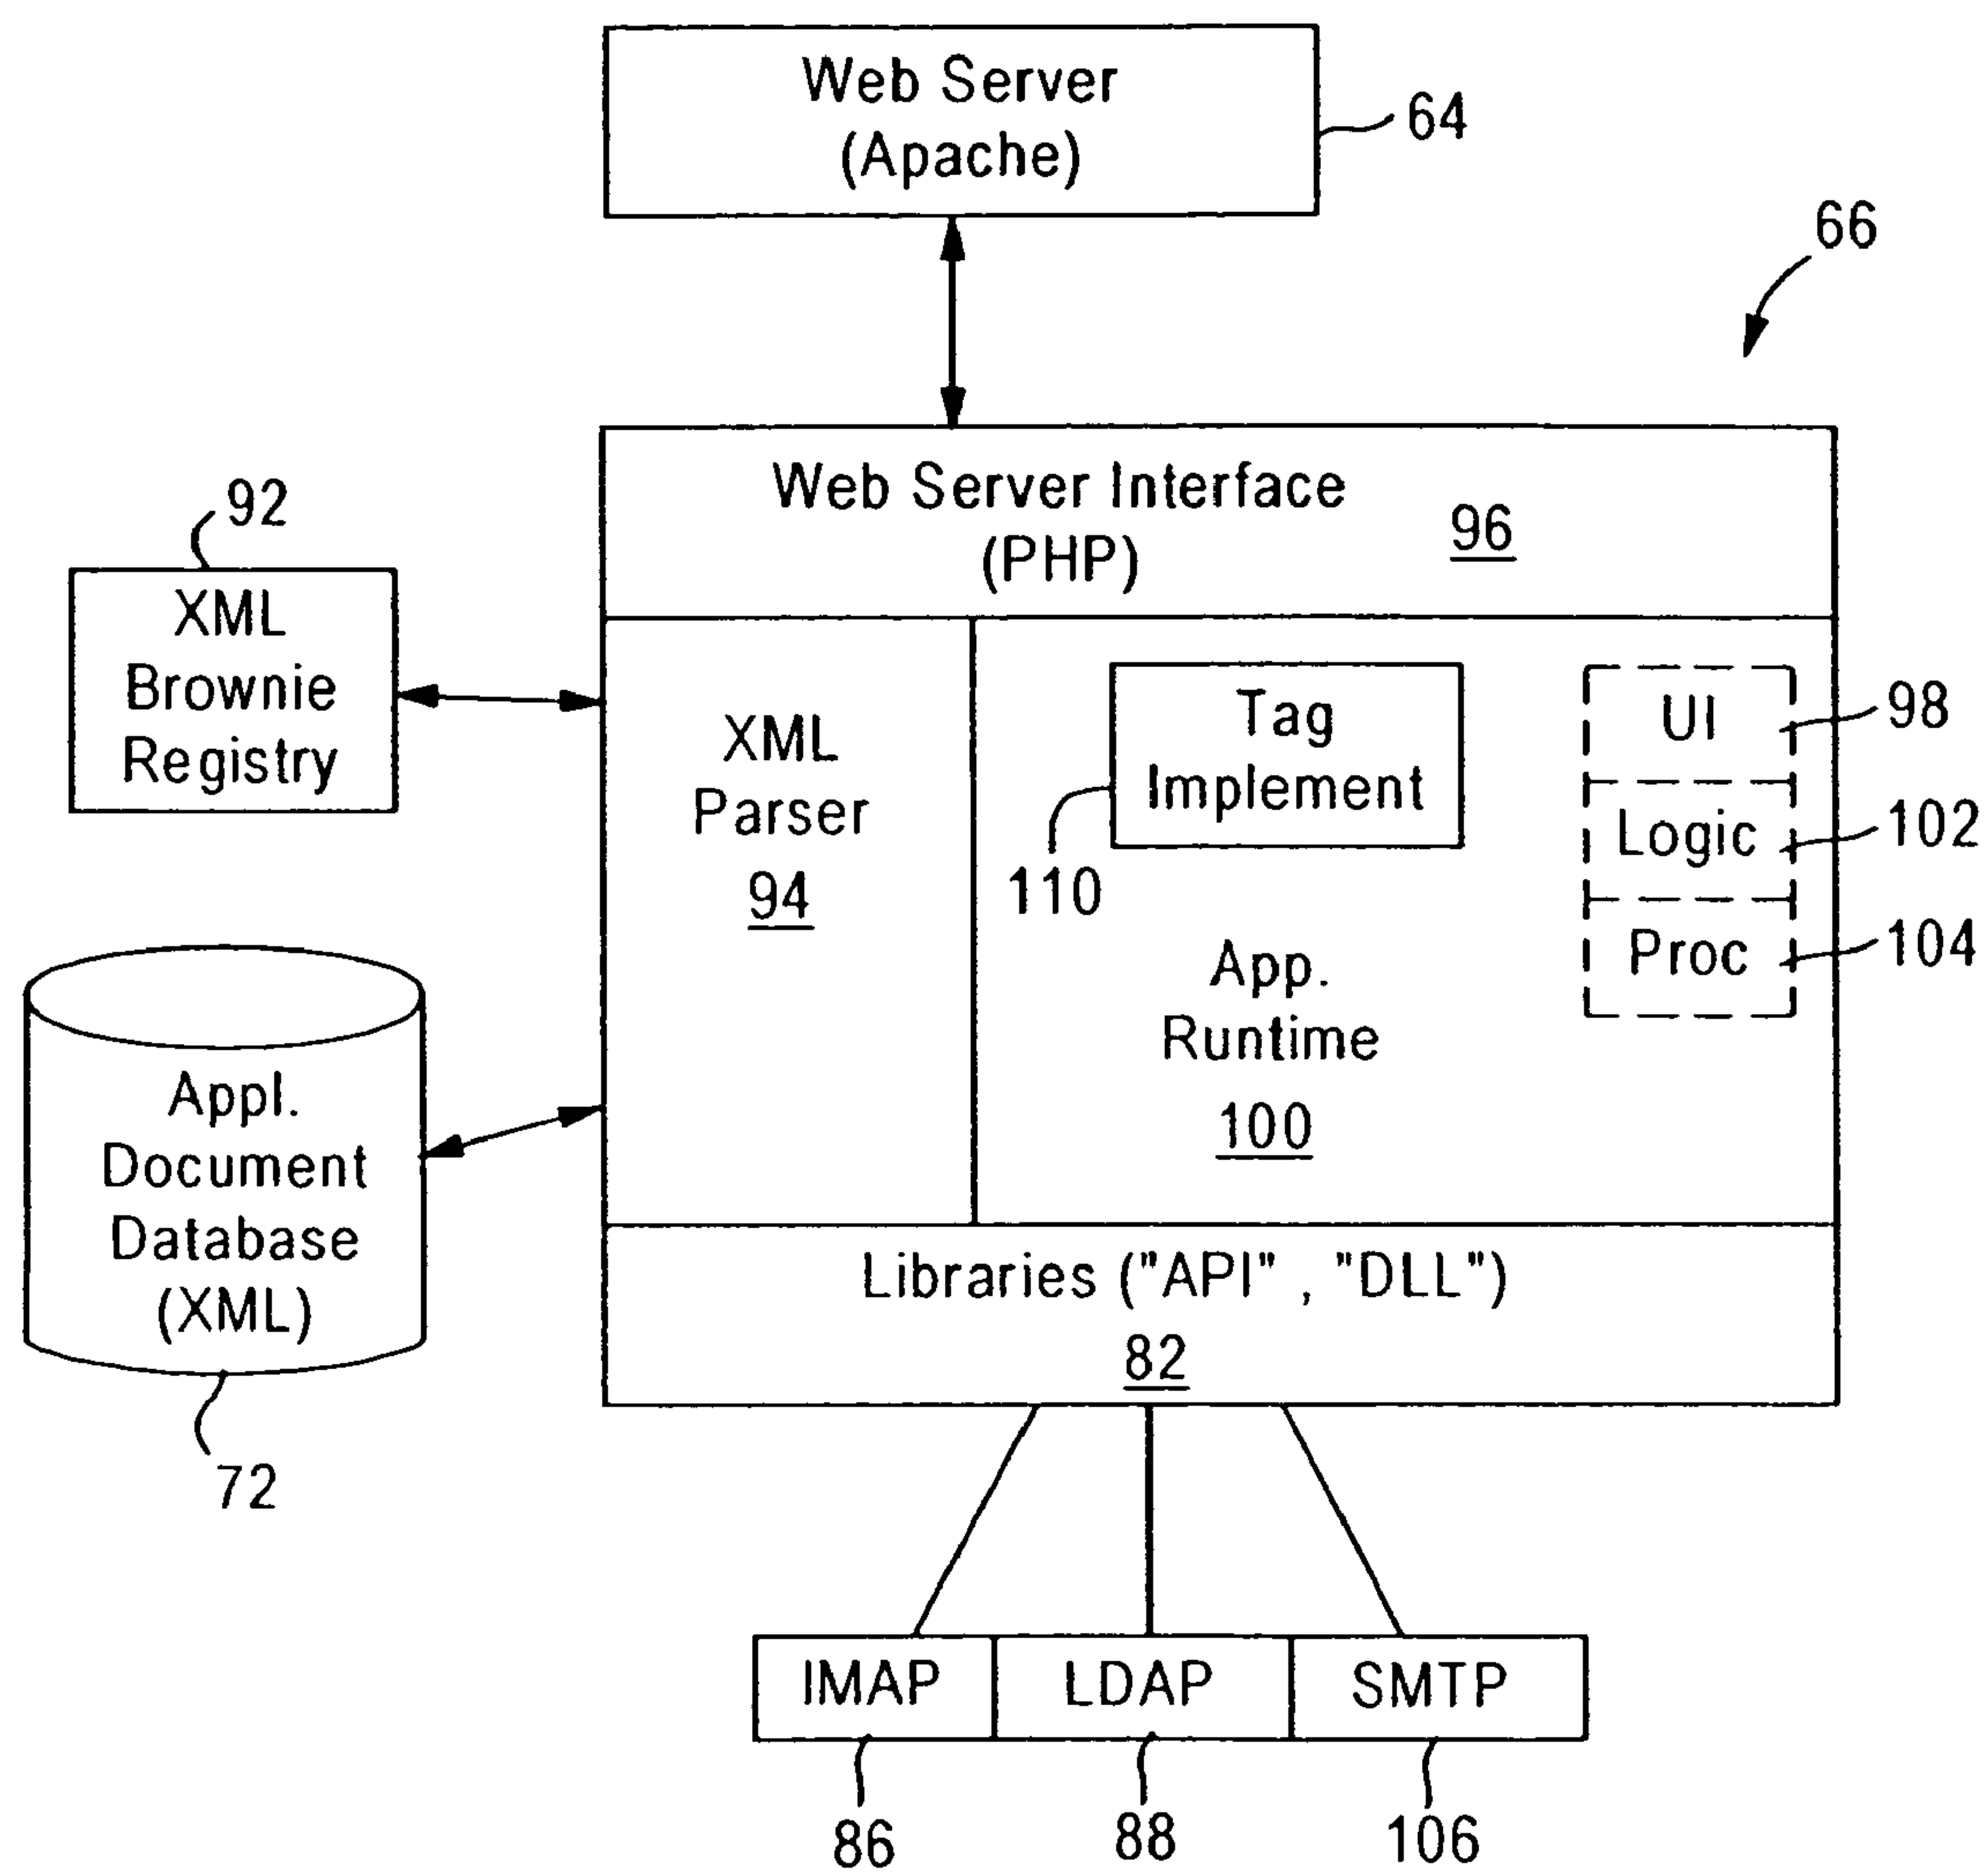 Web Server
(Apache)
64
66
Web Server Interface
(PHP)
96
92
XML
Brownie
Registry
XML
Parser
94
Tag
Implement
110
UI
98
Logic
102
Proc
104
App.
Runtime
100
Appl.
Document
Database
(XML)
72
Libraries ("API" , "DLL")
82
IMAP
LDAP
SMTP
86
88
106